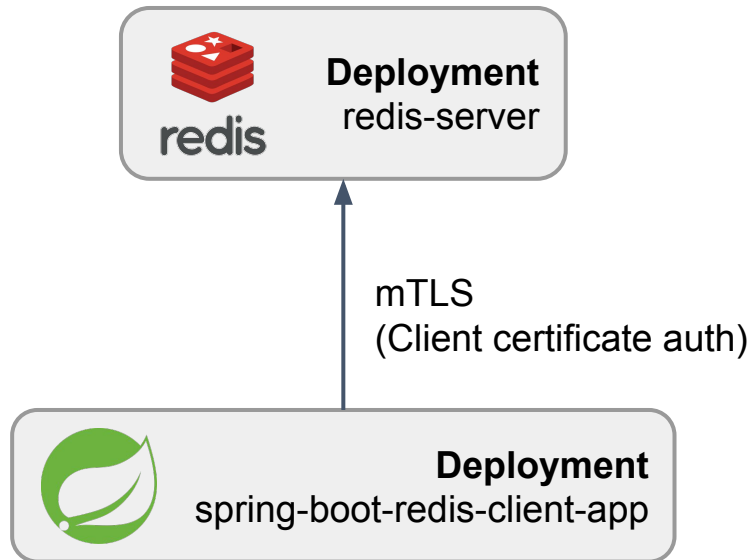 Deployment
redis-server
redis
mTLS
(Client certificate auth)
Deployment
spring-boot-redis-client-app